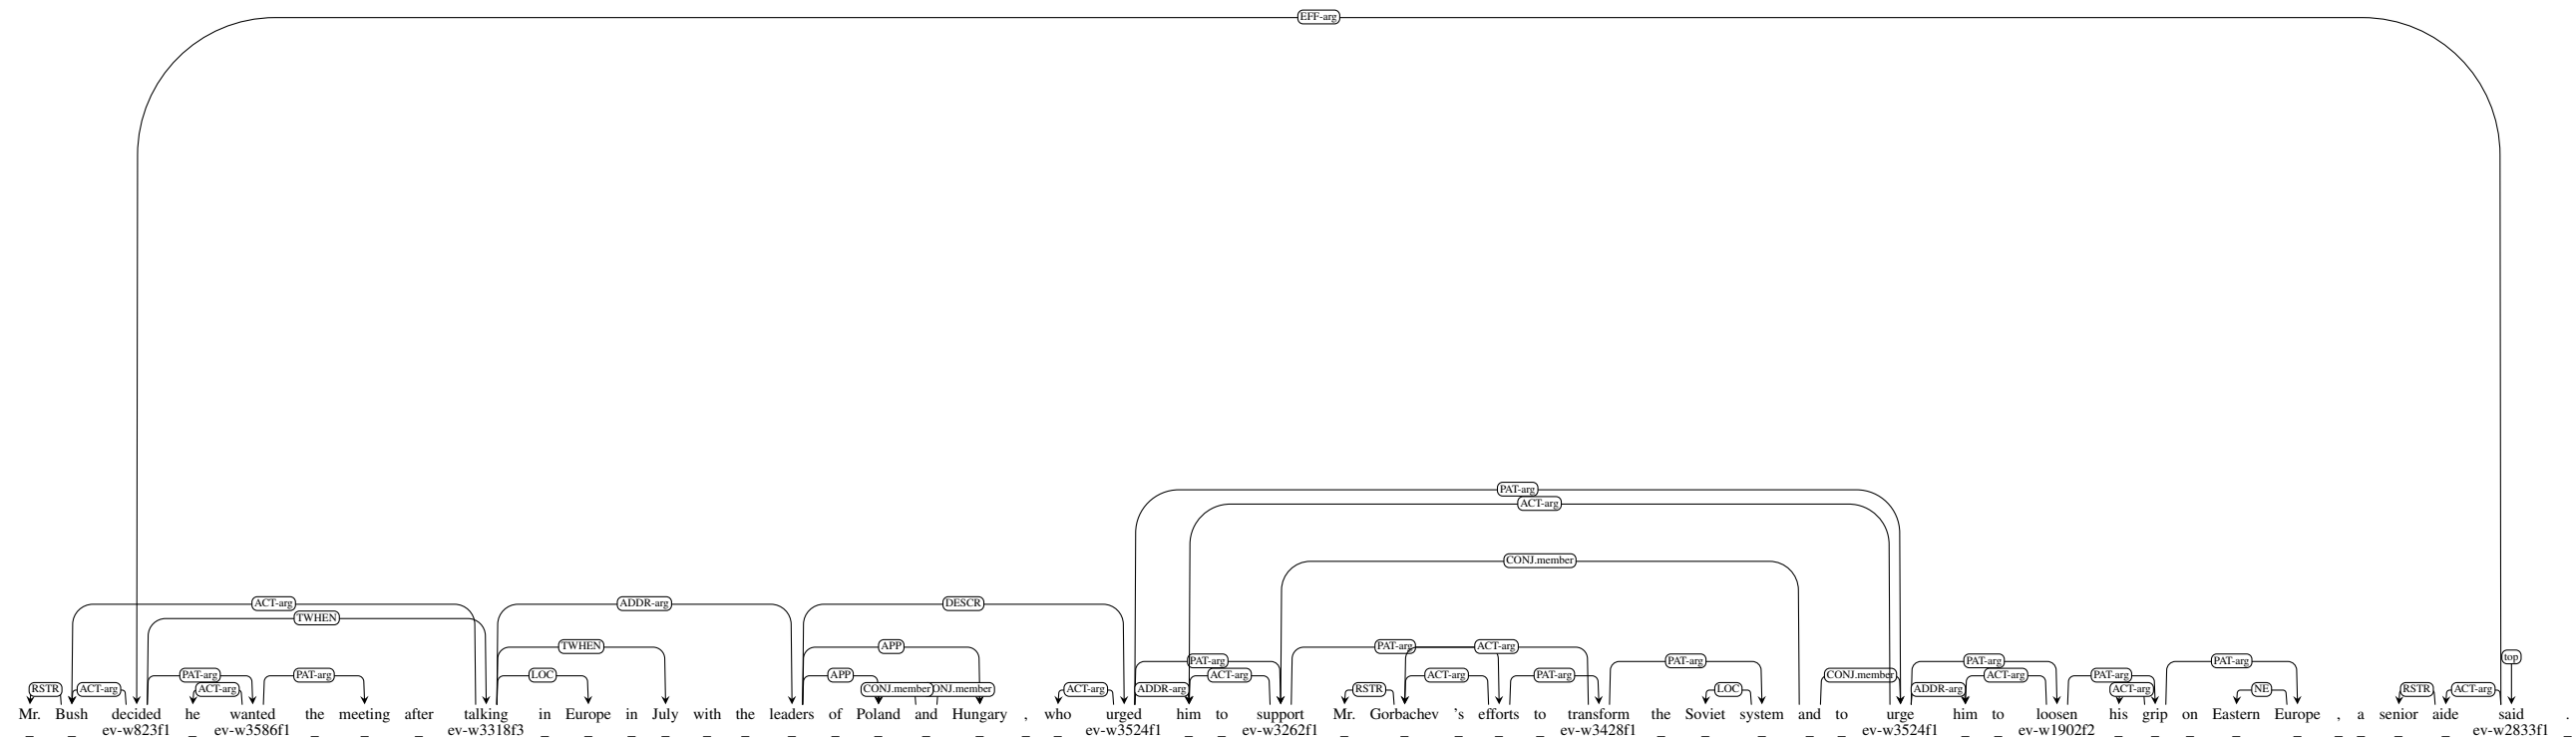 EFF-arg
PAT-arg
ACT-arg
CONJ.member
ACT-arg ADDR-arg DESCR
TWHEN
TWHEN APP PAT-arg ACT-arg top
PAT-arg PAT-arg PAT-arg PAT-arg
PAT-arg PAT-arg LOC APP ACT-arg ACT-arg PAT-arg CONJ.member ACT-arg PAT-arg
RSTR ACT-arg ACT-arg CONJ.member ONJ.member ACT-arg ADDR-arg RSTR LOC ADDR-arg ACT-arg NE RSTR ACT-arg
Mr. Bush decided he wanted the meeting after talking in Europe in July with the leaders of Poland and Hungary , who urged him to support Mr. Gorbachev 's efforts to transform the Soviet system and to urge him to loosen his grip on Eastern Europe , a senior aide said .
_ _ ev-w823f1 _ ev-w3586f1 _ _ _ ev-w3318f3 _ _ _ _ _ _ _ _ _ _ _ _ _ ev-w3524f1 _ _ ev-w3262f1 _ _ _ _ _ ev-w3428f1 _ _ _ _ _ ev-w3524f1 _ _ ev-w1902f2 _ _ _ _ _ _ _ _ _ ev-w2833f1 _